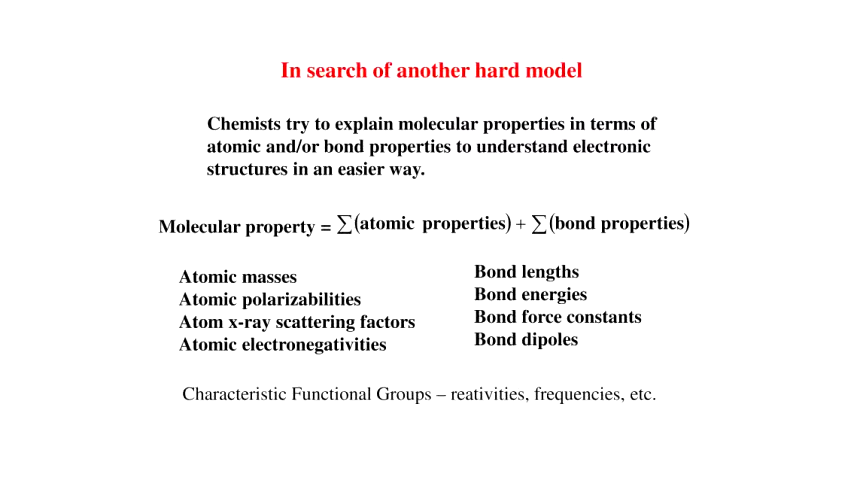 In search of another hard model
Chemists try to explain molecular properties in terms of
atomic and/or bond properties to understand electronic
structures in an easier way.
Molecular property = ∑(atomic properties) + ∑(bond properties)
Atomic masses
Atomic polarizabilities
Atom x-ray scattering factors
Atomic electronegativities
Bond lengths
Bond energies
Bond force constants
Bond dipoles
Characteristic Functional Groups – reativities, frequencies, etc.